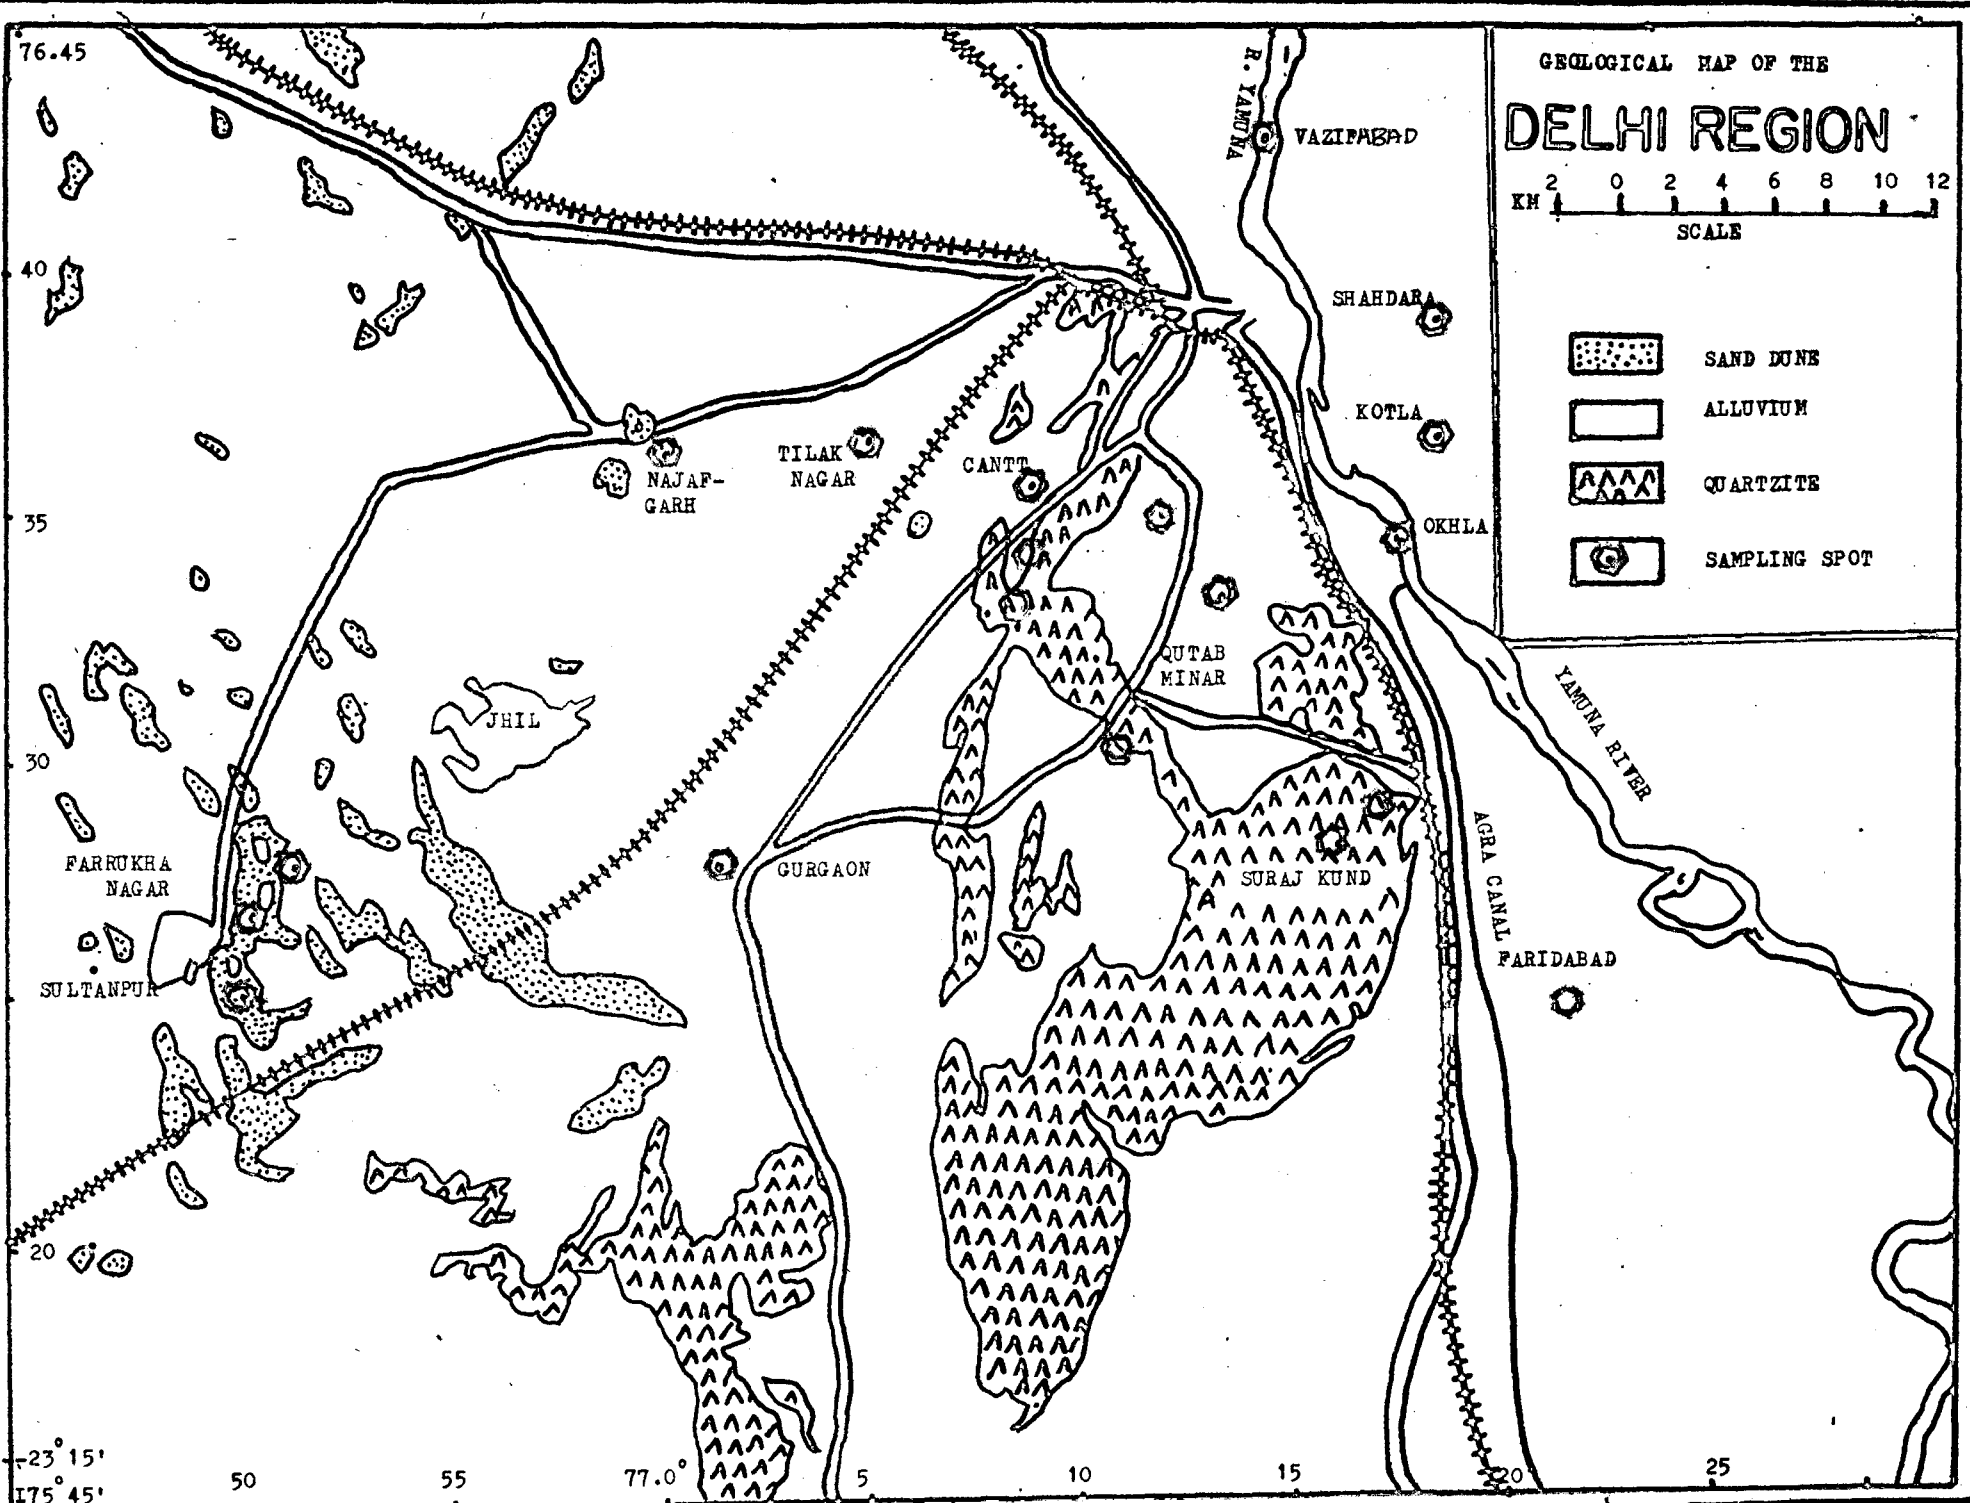 76.45
GEOLOGICAL MAP OF THE
DELHI REGION
KM 2 0 2 4 6 8 10 12
SCALE
R. YAMUNA
VAZIFABAD
40
SHAHDARA
SAND DUNE
KOTLA
ALLUVIUM
TILAK
NAGAR
CANTT
NAJAF-
GARH
QUARTZITE
35
OKHLA
SAMPLING SPOT
QUTAB
MINAR
YAMUNA RIVER
JHIL
30
AGRA CANAL
FARRUKHA
NAGAR
GURGAON
SURAJ KUND
SULTANPUR
FARIDABAD
20
23°15'
175°45'
50 55 77.0° 5 10 15 20 25